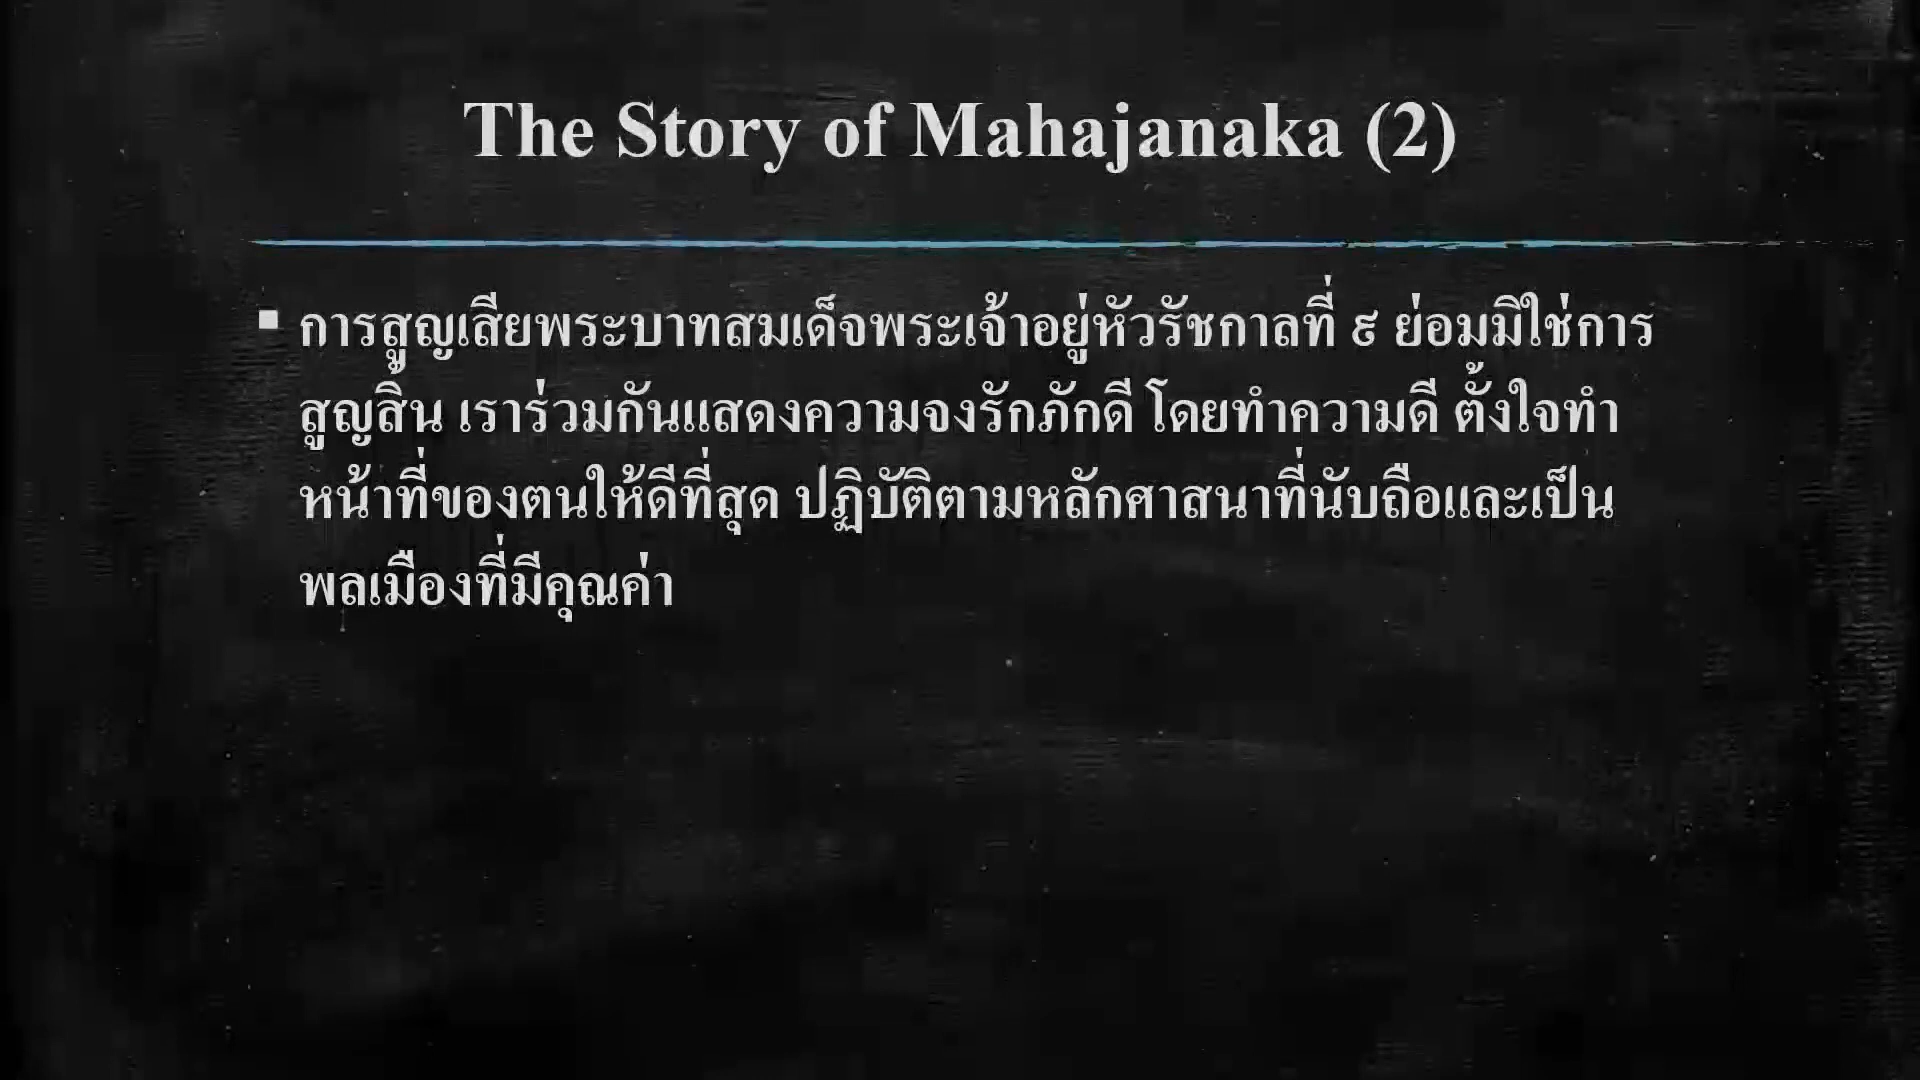 The Story of Mahajanaka (2)
▪ การสูญเสียพระบาทสมเด็จพระเจ้าอยู่หัวรัชกาลที่ ๙ ย่อมมิใช่การ
สูญสิ้น เราร่วมกันแสดงความจงรักภักดี โดยทำความดี ตั้งใจทำ
หน้าที่ของตนให้ดีที่สุด ปฏิบัติตามหลักศาสนาที่นับถือและเป็น
พลเมืองที่มีคุณค่า